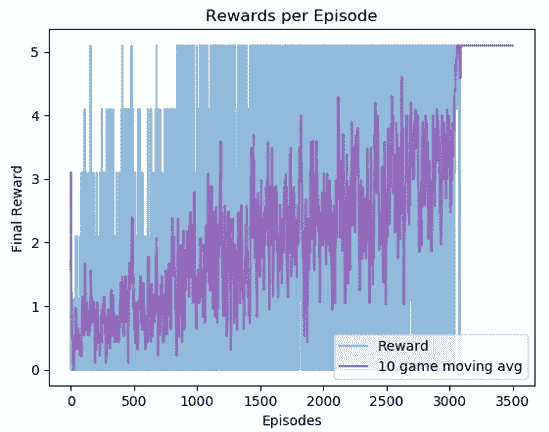 Rewards per Episode
5
4
3
2
1
0
Final Reward
0 500 1000 1500 2000 2500 3000 3500
Episodes
Reward
10 game moving avg